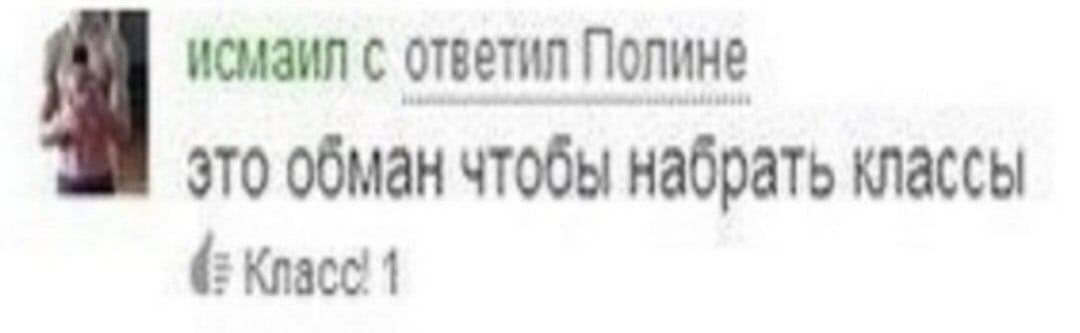 исмаил с ответил Полине
это обман чтобы набрать классы
Класс! 1